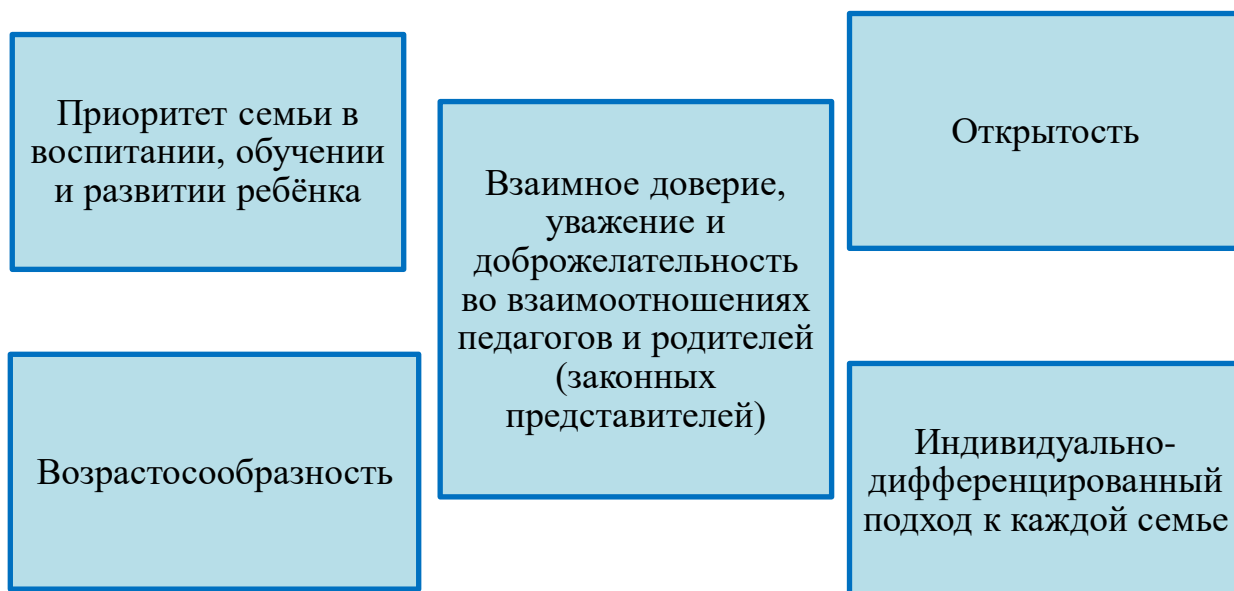 Приоритет семьи в
воспитании, обучении
и развитии ребёнка
Взаимное доверие,
уважение и
доброжелательность
во взаимоотношениях
педагогов и родителей
(законных
представителей)
Открытость
Возрастосообразность
Индивидуально-
дифференцированный
подход к каждой семье